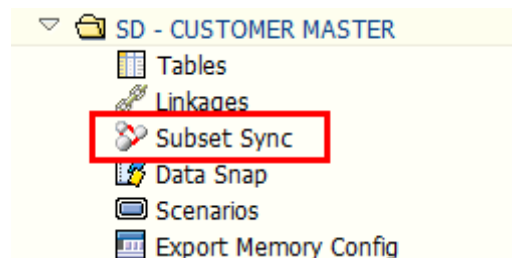 SD - CUSTOMER MASTER
Tables
Linkages
Subset Sync
Data Snap
Scenarios
Export Memory Config